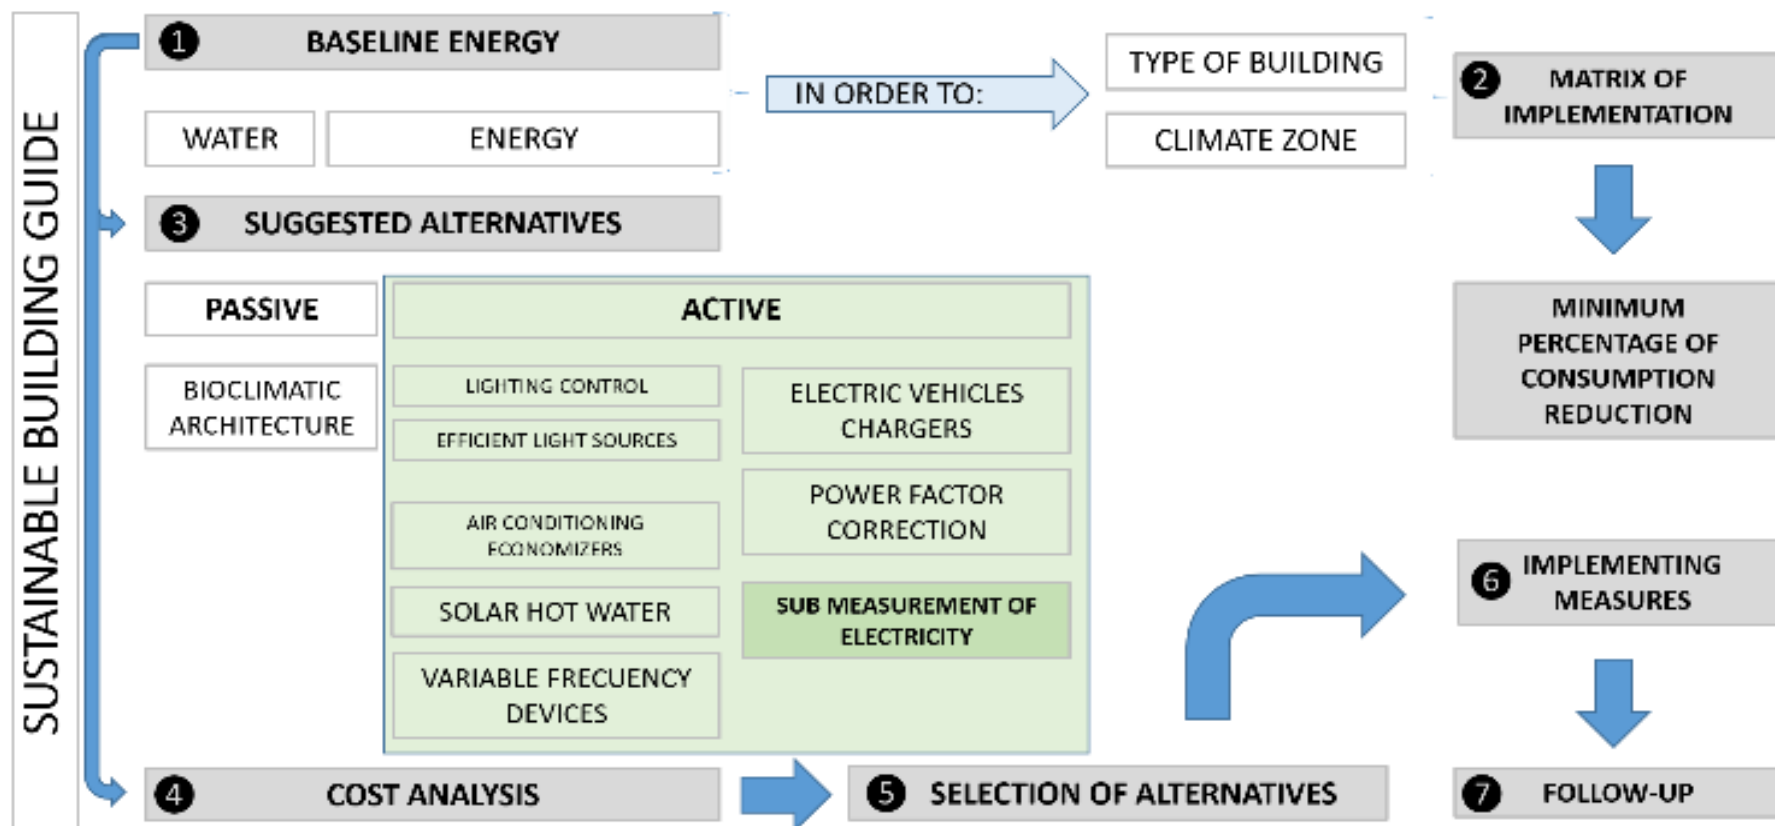 SUSTAINABLE BUILDING GUIDE
1 BASELINE ENERGY
WATER
ENERGY
IN ORDER TO:
TYPE OF BUILDING
CLIMATE ZONE
2 MATRIX OF
IMPLEMENTATION
MINIMUM
PERCENTAGE OF
CONSUMPTION
REDUCTION
3 SUGGESTED ALTERNATIVES
PASSIVE
BIOCLIMATIC
ARCHITECTURE
ACTIVE
LIGHTING CONTROL
EFFICIENT LIGHT SOURCES
AIR CONDITIONING
ECONOMIZERS
SOLAR HOT WATER
VARIABLE FRECUENCY
DEVICES
ELECTRIC VEHICLES
CHARGERS
POWER FACTOR
CORRECTION
SUB MEASUREMENT OF
ELECTRICITY
4 COST ANALYSIS
5 SELECTION OF ALTERNATIVES
6 IMPLEMENTING
MEASURES
7 FOLLOW-UP